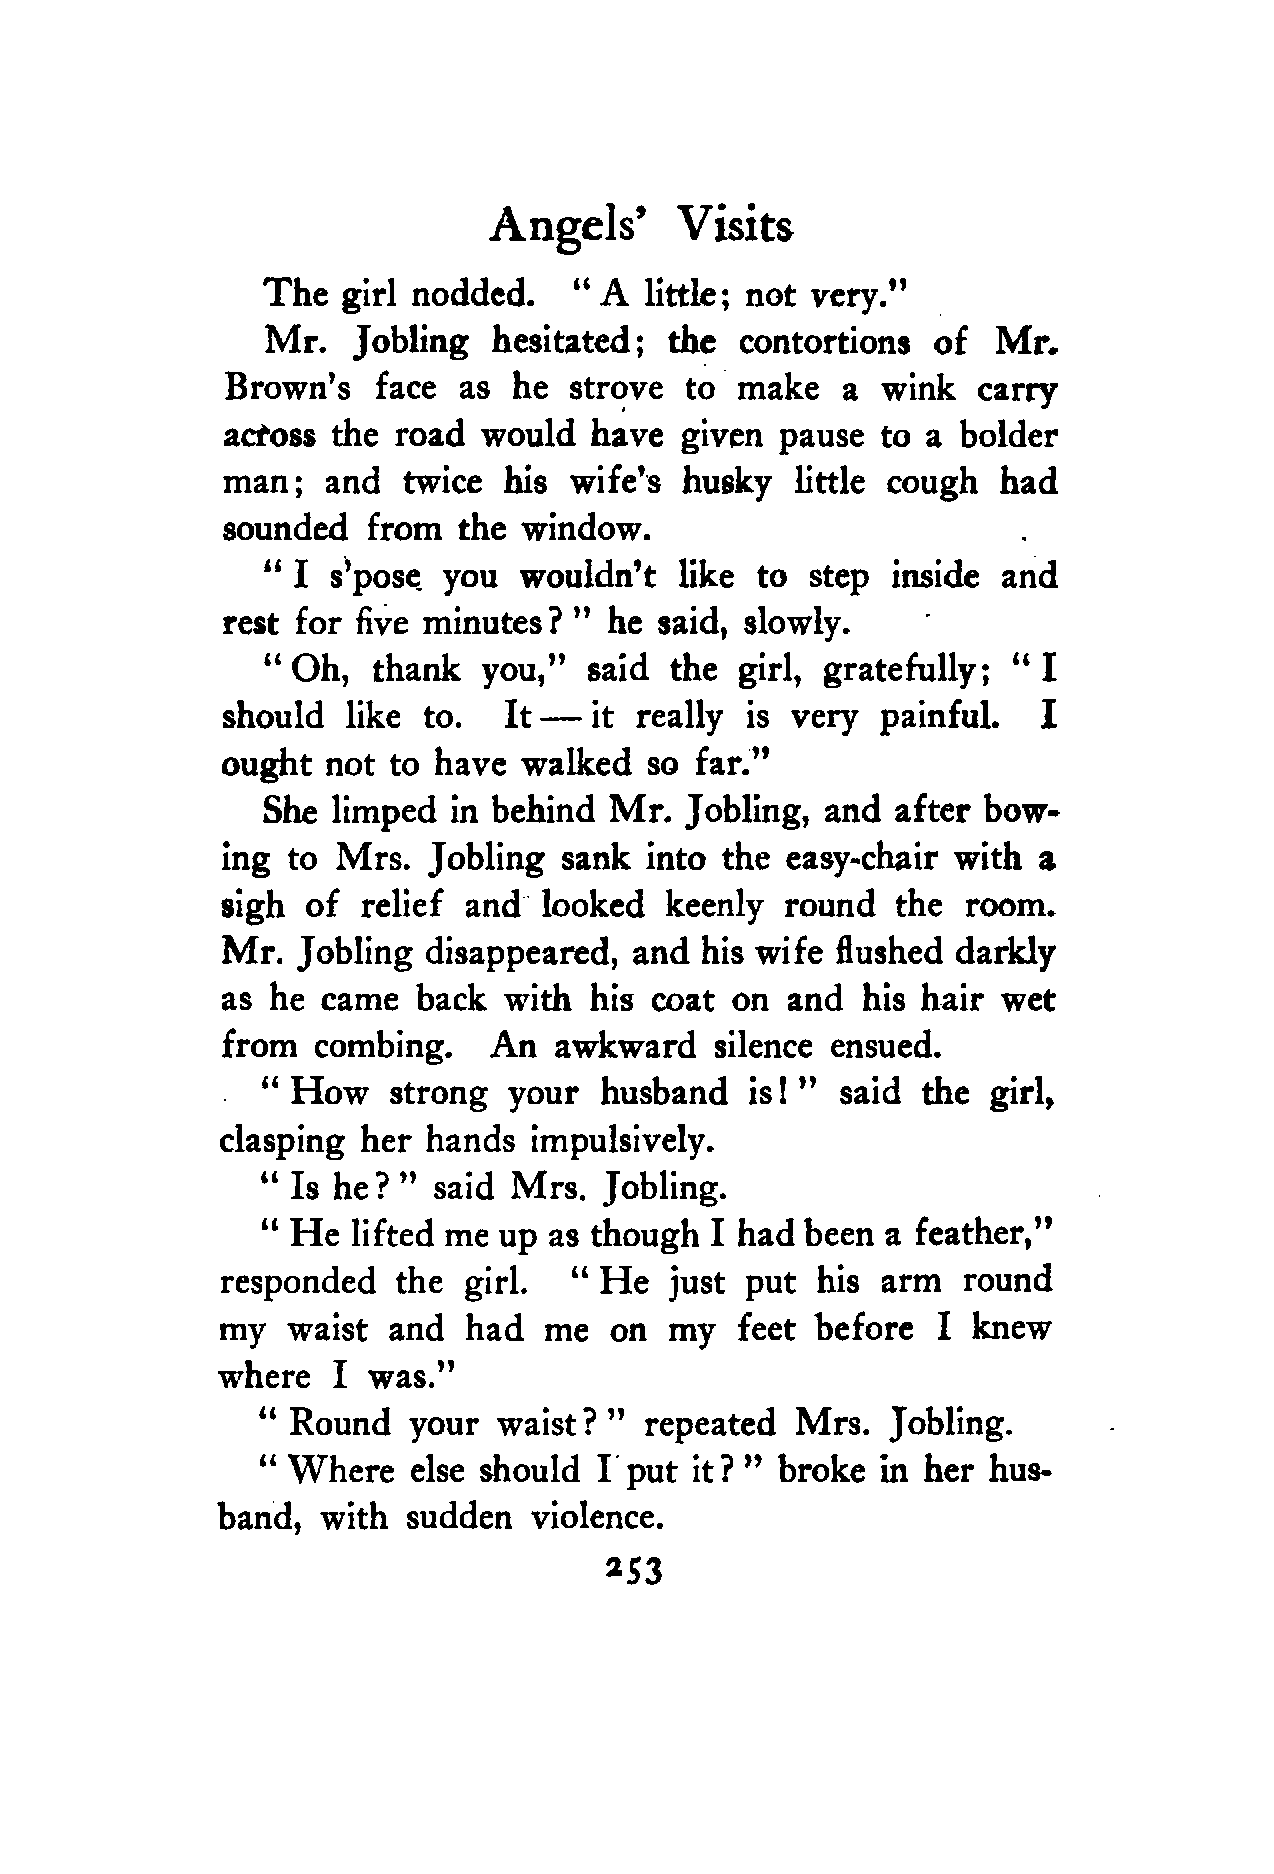 Angels' Visits
The girl nodded. "A little; not very."
Mr. Jobling hesitated; the contortions of Mr.
Brown's face as he strove to make a wink carry
across the road would have given pause to a bolder
man; and twice his wife's husky little cough had
sounded from the window.
"I s'pose you wouldn't like to step inside and
rest for five minutes?" he said, slowly.
"Oh, thank you," said the girl, gratefully; "I
should like to. It—it really is very painful. I
ought not to have walked so far."
She limped in behind Mr. Jobling, and after bow-
ing to Mrs. Jobling sank into the easy-chair with a
sigh of relief and looked keenly round the room.
Mr. Jobling disappeared, and his wife flushed darkly
as he came back with his coat on and his hair wet
from combing. An awkward silence ensued.
"How strong your husband is!" said the girl,
clasping her hands impulsively.
"Is he?" said Mrs. Jobling.
"He lifted me up as though I had been a feather,"
responded the girl. "He just put his arm round
my waist and had me on my feet before I knew
where I was."
"Round your waist?" repeated Mrs. Jobling.
"Where else should I put it?" broke in her hus-
band, with sudden violence.
253